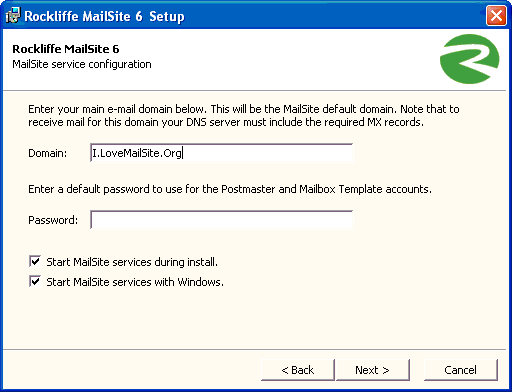 Rockliffe MailSite 6 Setup
Rockliffe MailSite 6
MailSite service configuration
Enter your main e-mail domain below. This will be the MailSite default domain. Note that to
receive mail for this domain your DNS server must include the required MX records.
Domain: I.LoveMailSite.Org
Enter a default password to use for the Postmaster and Mailbox Template accounts.
Password:
Start MailSite services during install.
Start MailSite services with Windows.
< Back Next > Cancel